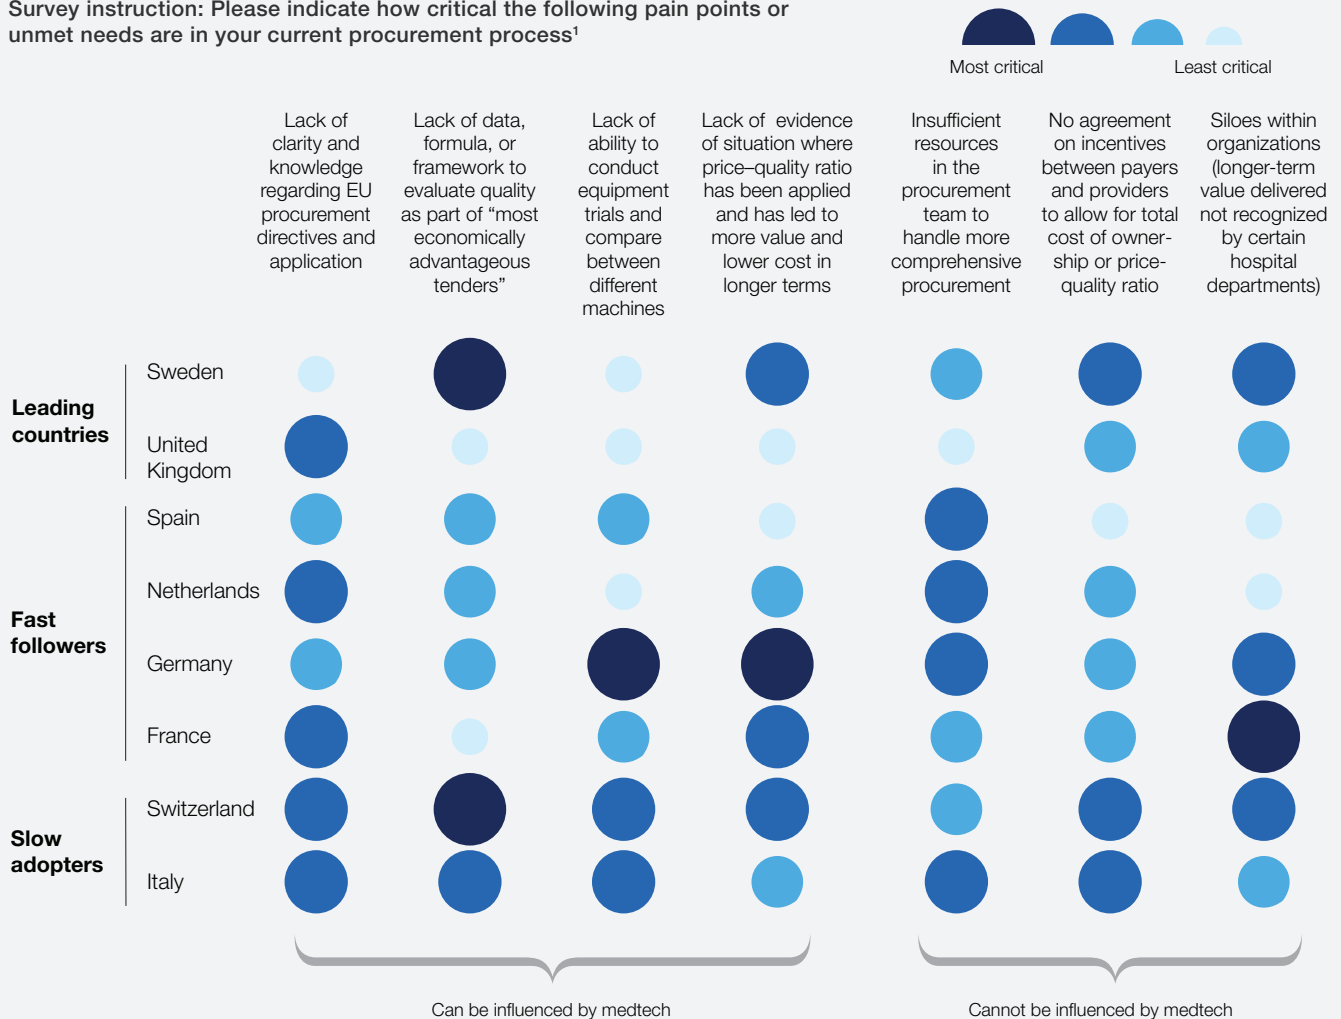 Survey instruction: Please indicate how critical the following pain points or
unmet needs are in your current procurement process¹
Most critical
Least critical
Lack of
clarity and
knowledge
regarding EU
procurement
directives and
application
Lack of data,
formula, or
framework to
evaluate quality
as part of “most
economically
advantageous
tenders”
Lack of
ability to
conduct
equipment
trials and
compare
between
different
machines
Lack of evidence
of situation where
price–quality ratio
has been applied
and has led to
more value and
lower cost in
longer terms
Insufficient
resources
in the
procurement
team to
handle more
comprehensive
procurement
No agreement
on incentives
between payers
and providers
to allow for total
cost of owner-
ship or price-
quality ratio
Siloes within
organizations
(longer-term
value delivered
not recognized
by certain
hospital
departments)
Leading
countries
Sweden
United
Kingdom
Fast
followers
Spain
Netherlands
Germany
France
Slow
adopters
Switzerland
Italy
Can be influenced by medtech
Cannot be influenced by medtech